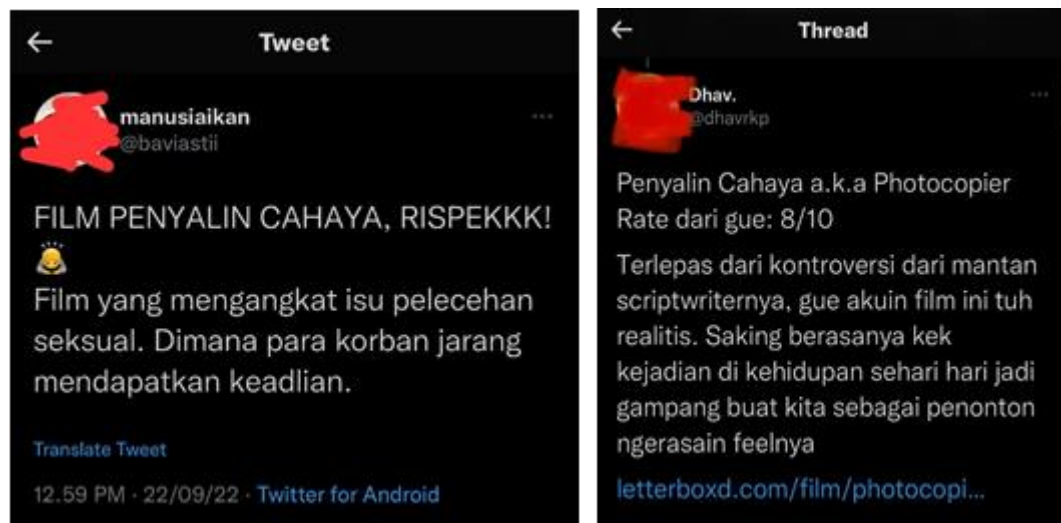 Tweet
manusiaikan
@baviastii
FILM PENYALIN CAHAYA, RISPEKKK!
🙇
Film yang mengangkat isu pelecehan
seksual. Dimana para korban jarang
mendapatkan keadlian.
Translate Tweet
12.59 PM · 22/09/22 · Twitter for Android
Thread
Dhav.
@dhavrkp
Penyalin Cahaya a.k.a Photocopier
Rate dari gue: 8/10
Terlepas dari kontroversi dari mantan
scriptwriternya, gue akuin film ini tuh
realitis. Saking berasanya kek
kejadian di kehidupan sehari hari jadi
gampang buat kita sebagai penonton
ngerasain feelnya
letterboxd.com/film/photocopi...